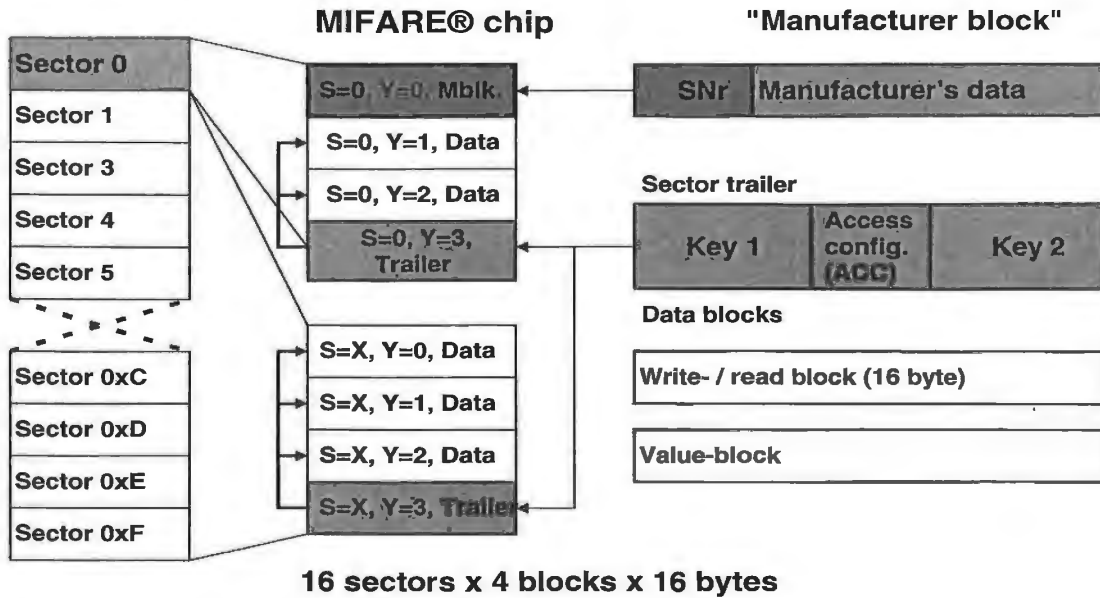 MIFARE® chip
"Manufacturer block"
Sector 0
Sector 1
Sector 3
Sector 4
Sector 5
Sector 0xC
Sector 0xD
Sector 0xE
Sector 0xF
S=0, Y=0, Mblk.
S=0, Y=1, Data
S=0, Y=2, Data
S=0, Y=3,
Trailer
S=X, Y=0, Data
S=X, Y=1, Data
S=X, Y=2, Data
S=X, Y=3, Trailer
SNr
Manufacturer's data
Sector trailer
Key 1
Access
config.
(ACC)
Key 2
Data blocks
Write- / read block (16 byte)
Value-block
16 sectors x 4 blocks x 16 bytes